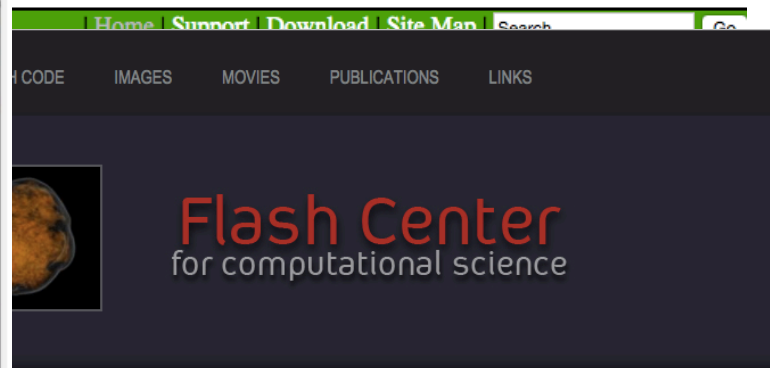 | Home | Support | Download | Site Map | Search Go
H CODE IMAGES MOVIES PUBLICATIONS LINKS
Flash Center
for computational science